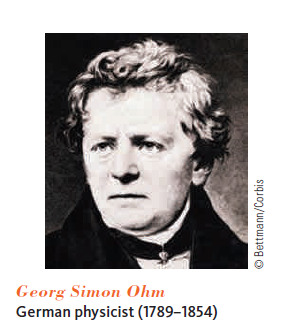 © Bettmann/Corbis
Georg Simon Ohm
German physicist (1789–1854)